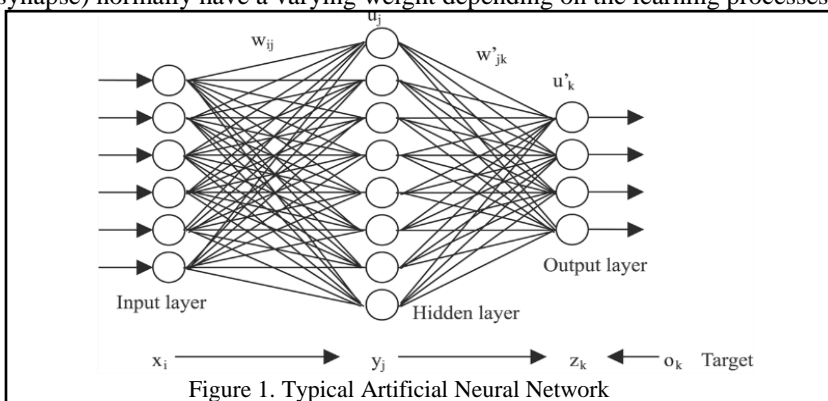 synapse) normally have a varying weight depending on the learning processes
u_j
w_ij
w'_jk
u'_k
Output layer
Input layer
Hidden layer
x_i y_j z_k o_k Target
Figure 1. Typical Artificial Neural Network